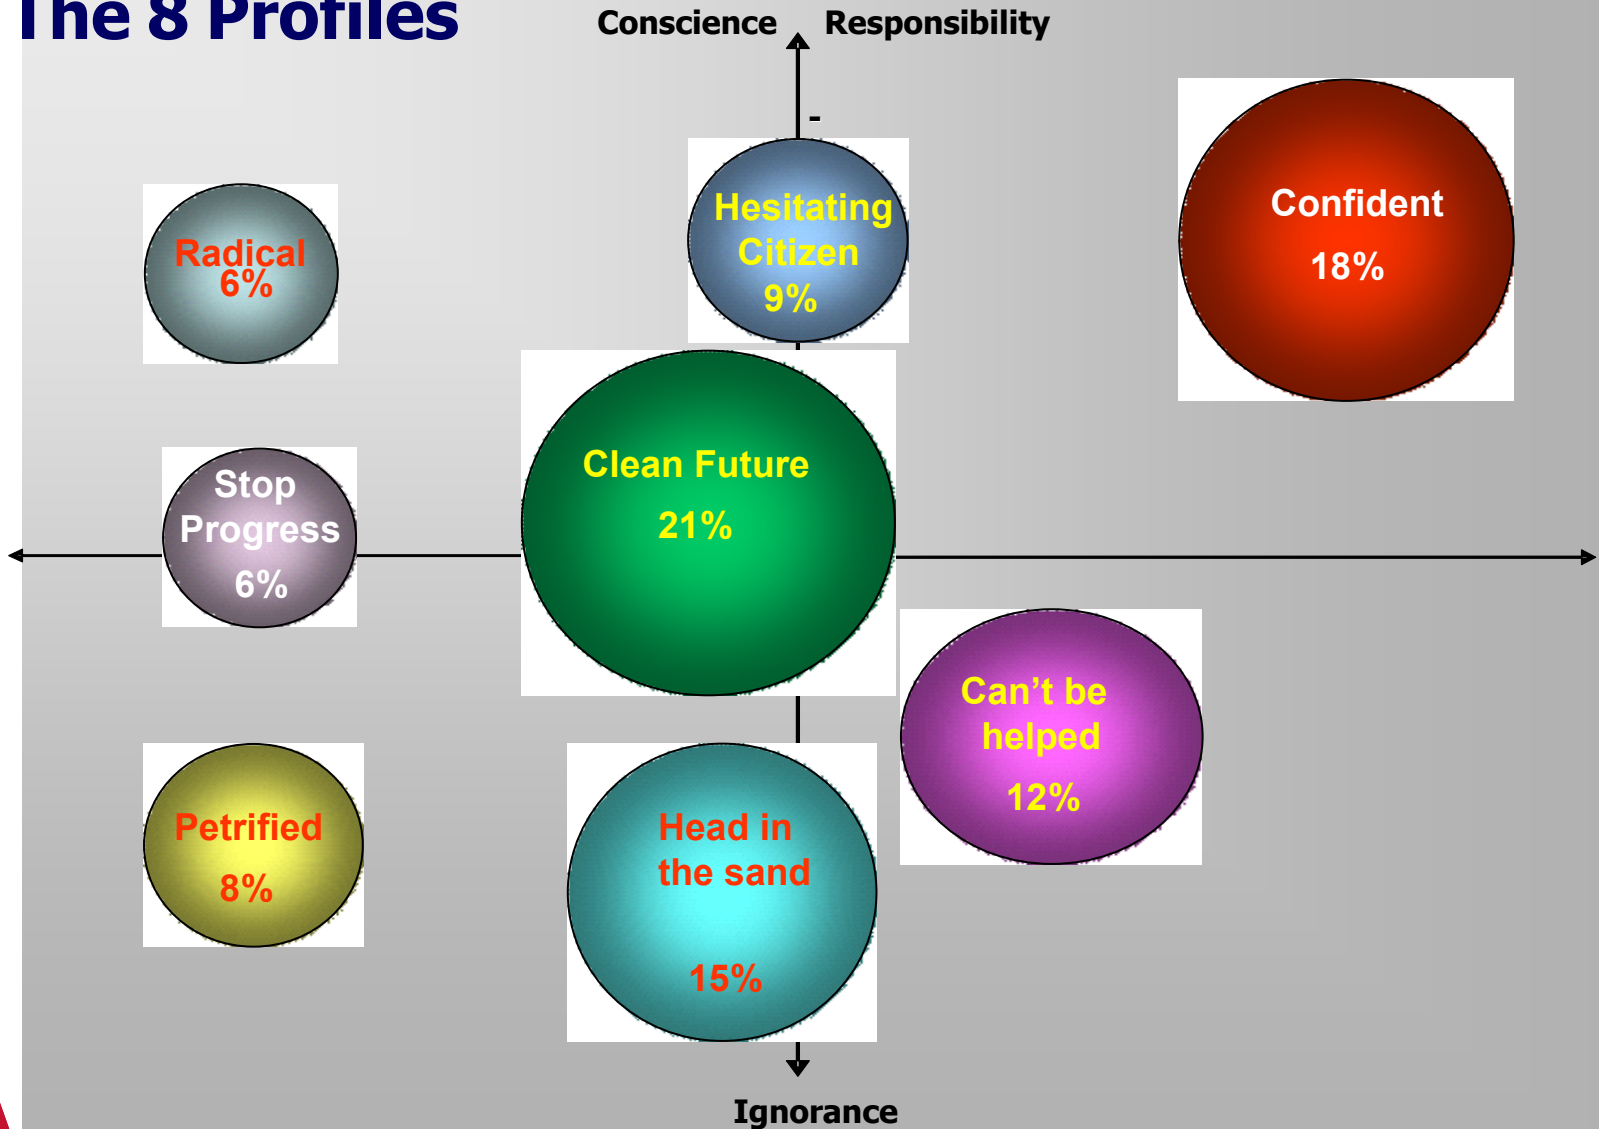 The 8 Profiles
Conscience Responsibility
-
Hesitating
Citizen
9%
Confident
18%
Radical
6%
Clean Future
21%
Stop
Progress
6%
Can't be
helped
12%
Petrified
8%
Head in
the sand
15%
Ignorance